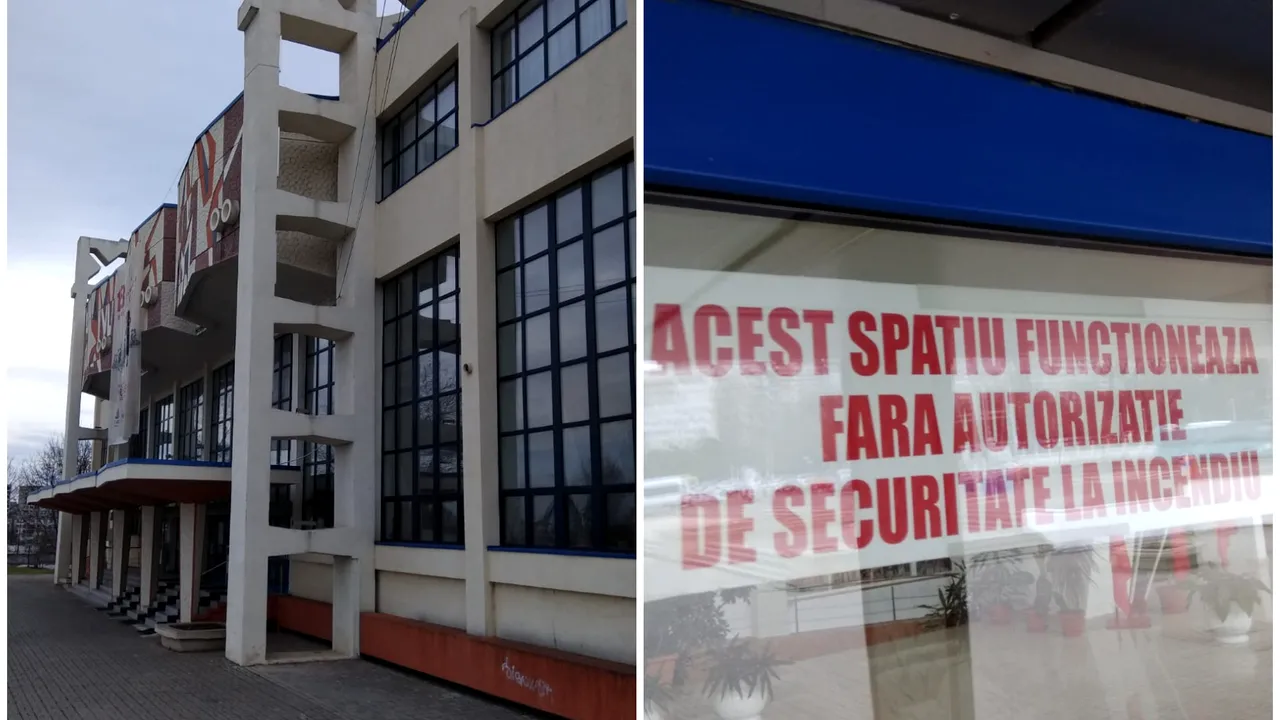 ACEST SPATIU FUNCTIONEAZA
FARA AUTORIZATIE
DE SECURITATE LA INCENDIU